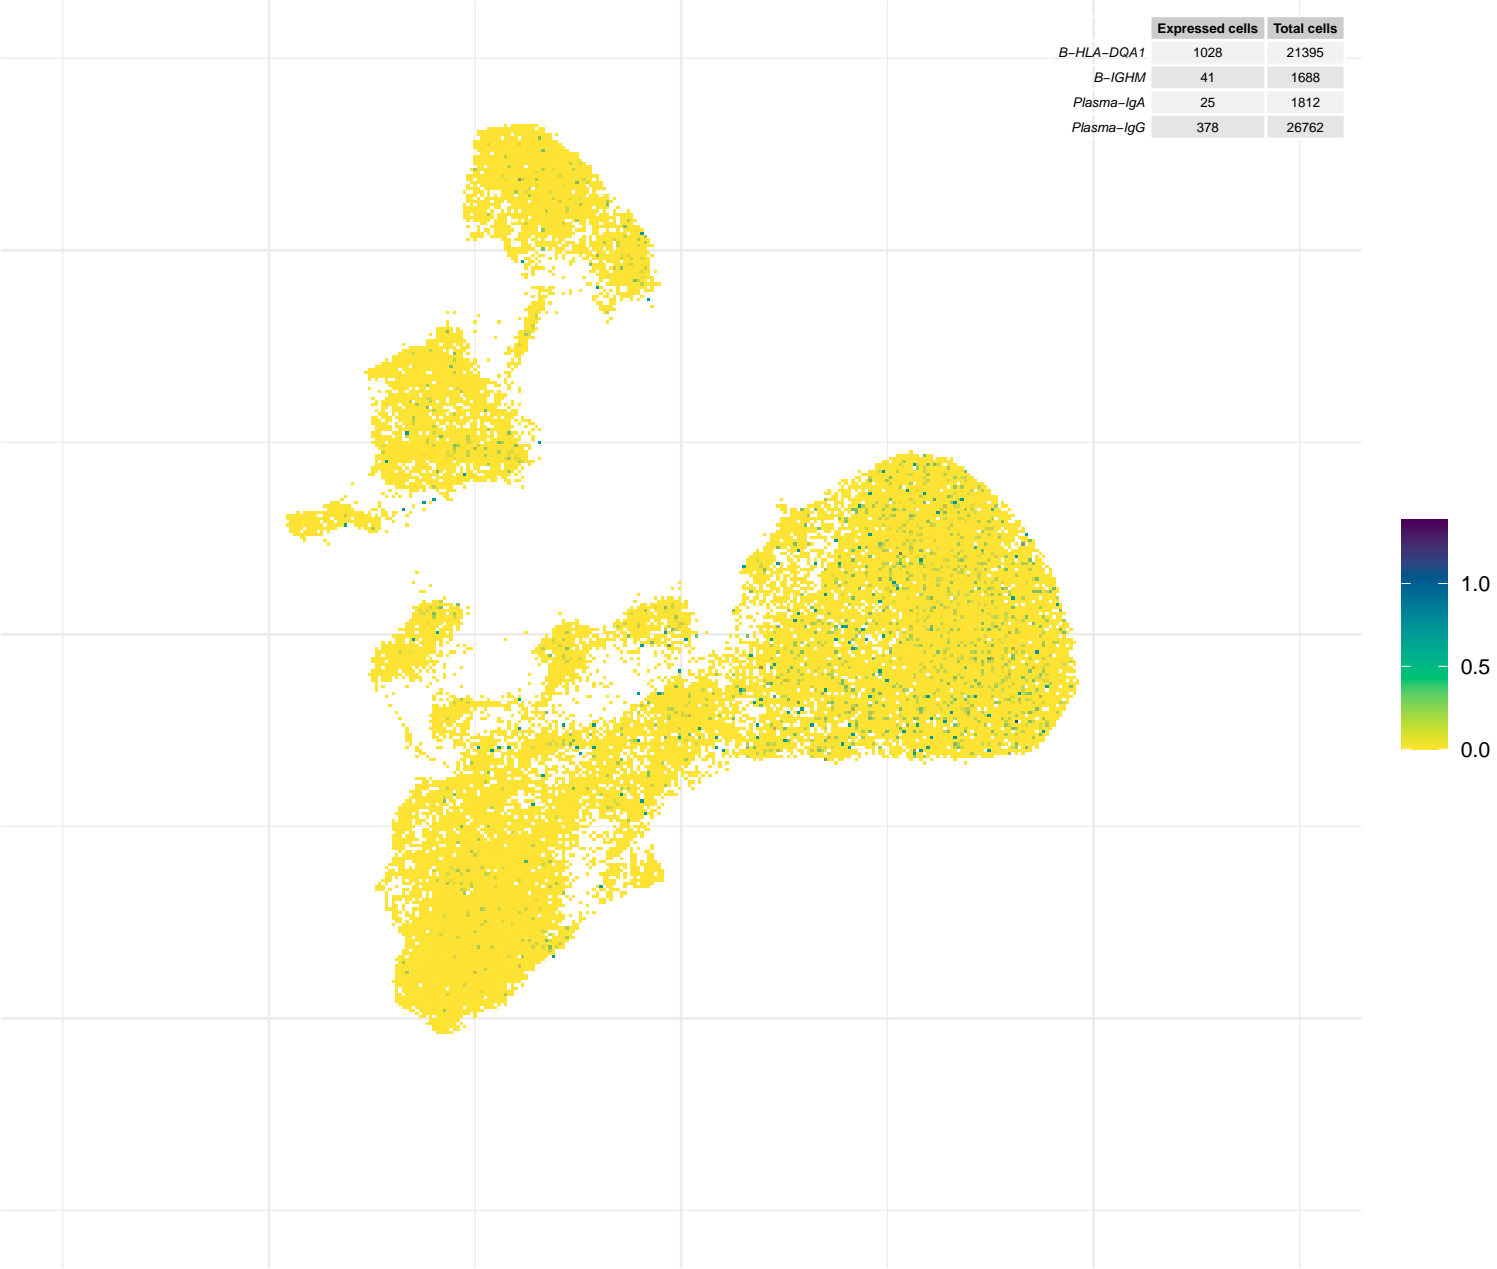 Expressed cells Total cells
B−HLA−DQA1 1028 21395
B−IGHM 41 1688
Plasma−IgA 25 1812
Plasma−IgG 378 26762
1.0
0.5
0.0